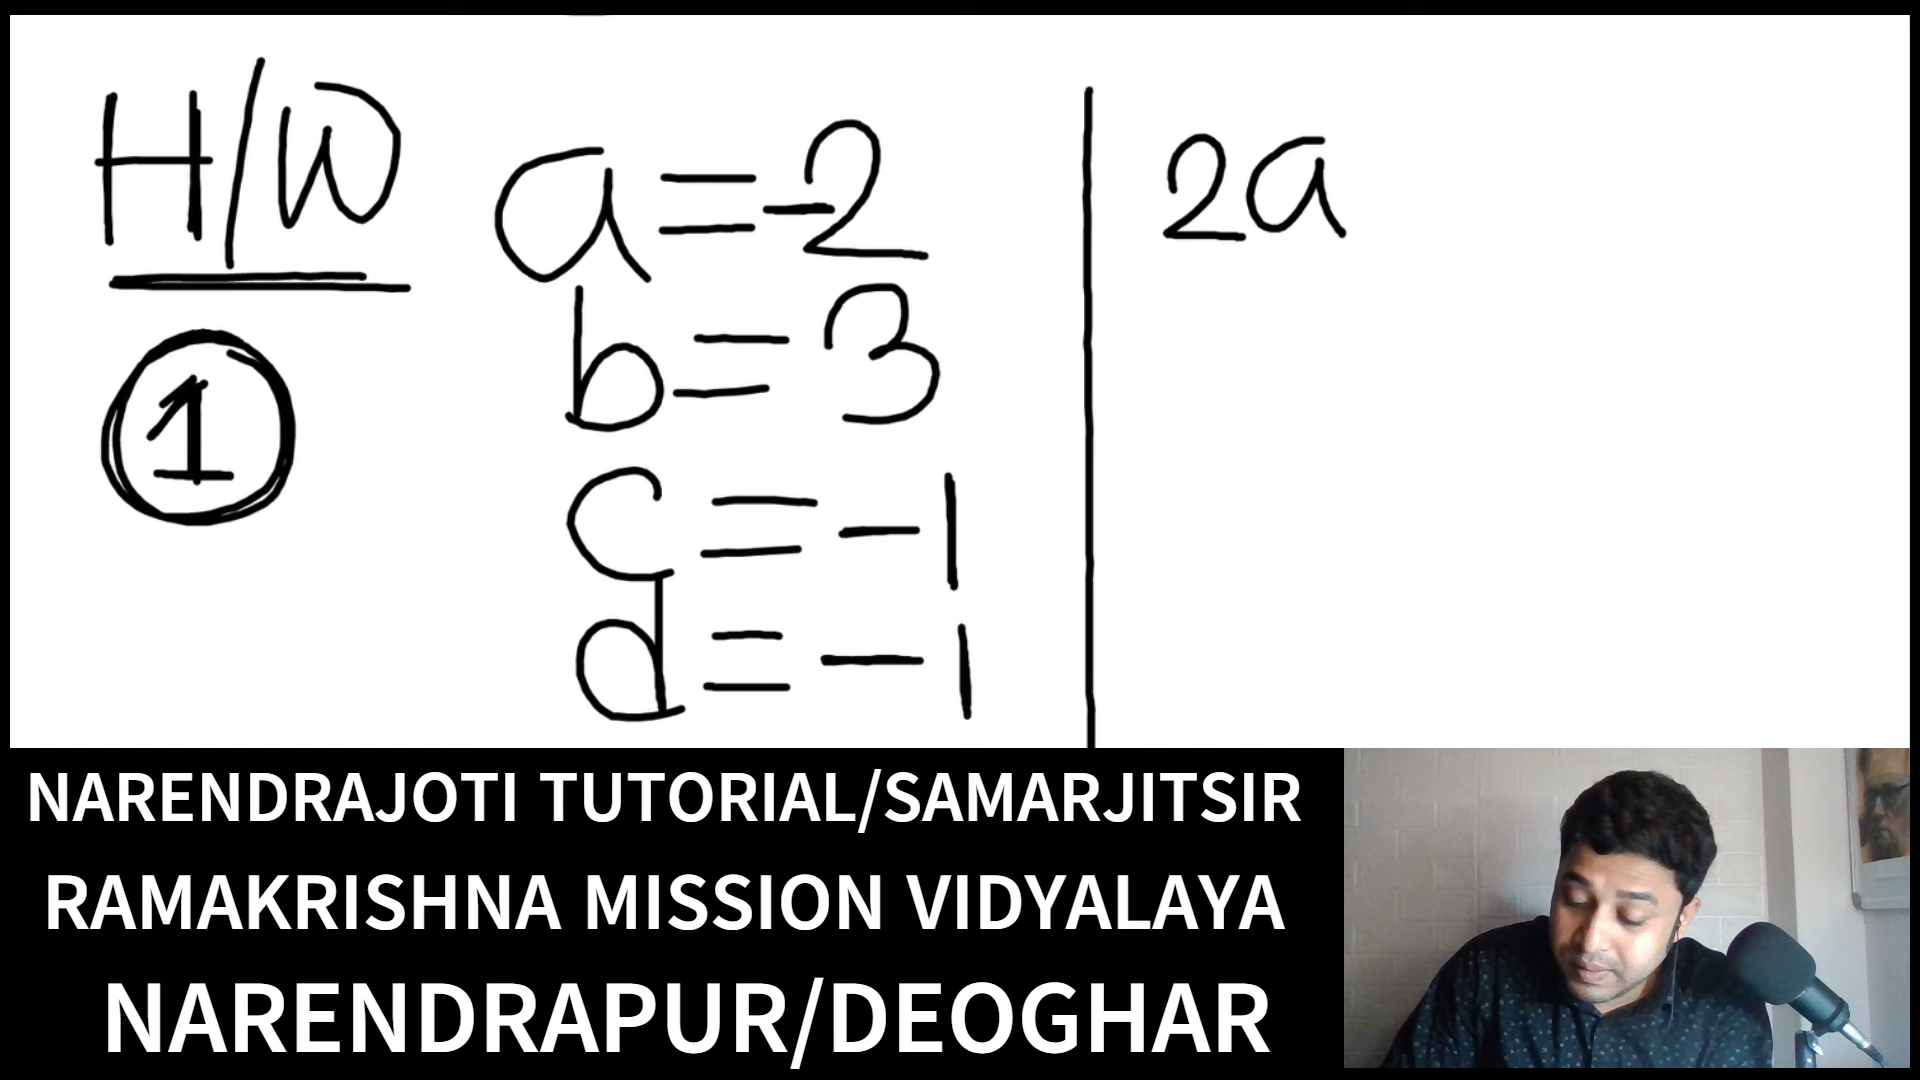 H/W
1
a=-2
b=3
c=-1
d=-1
2a
NARENDRAJOTI TUTORIAL/SAMARJITSIR
RAMAKRISHNA MISSION VIDYALAYA
NARENDRAPUR/DEOGHAR